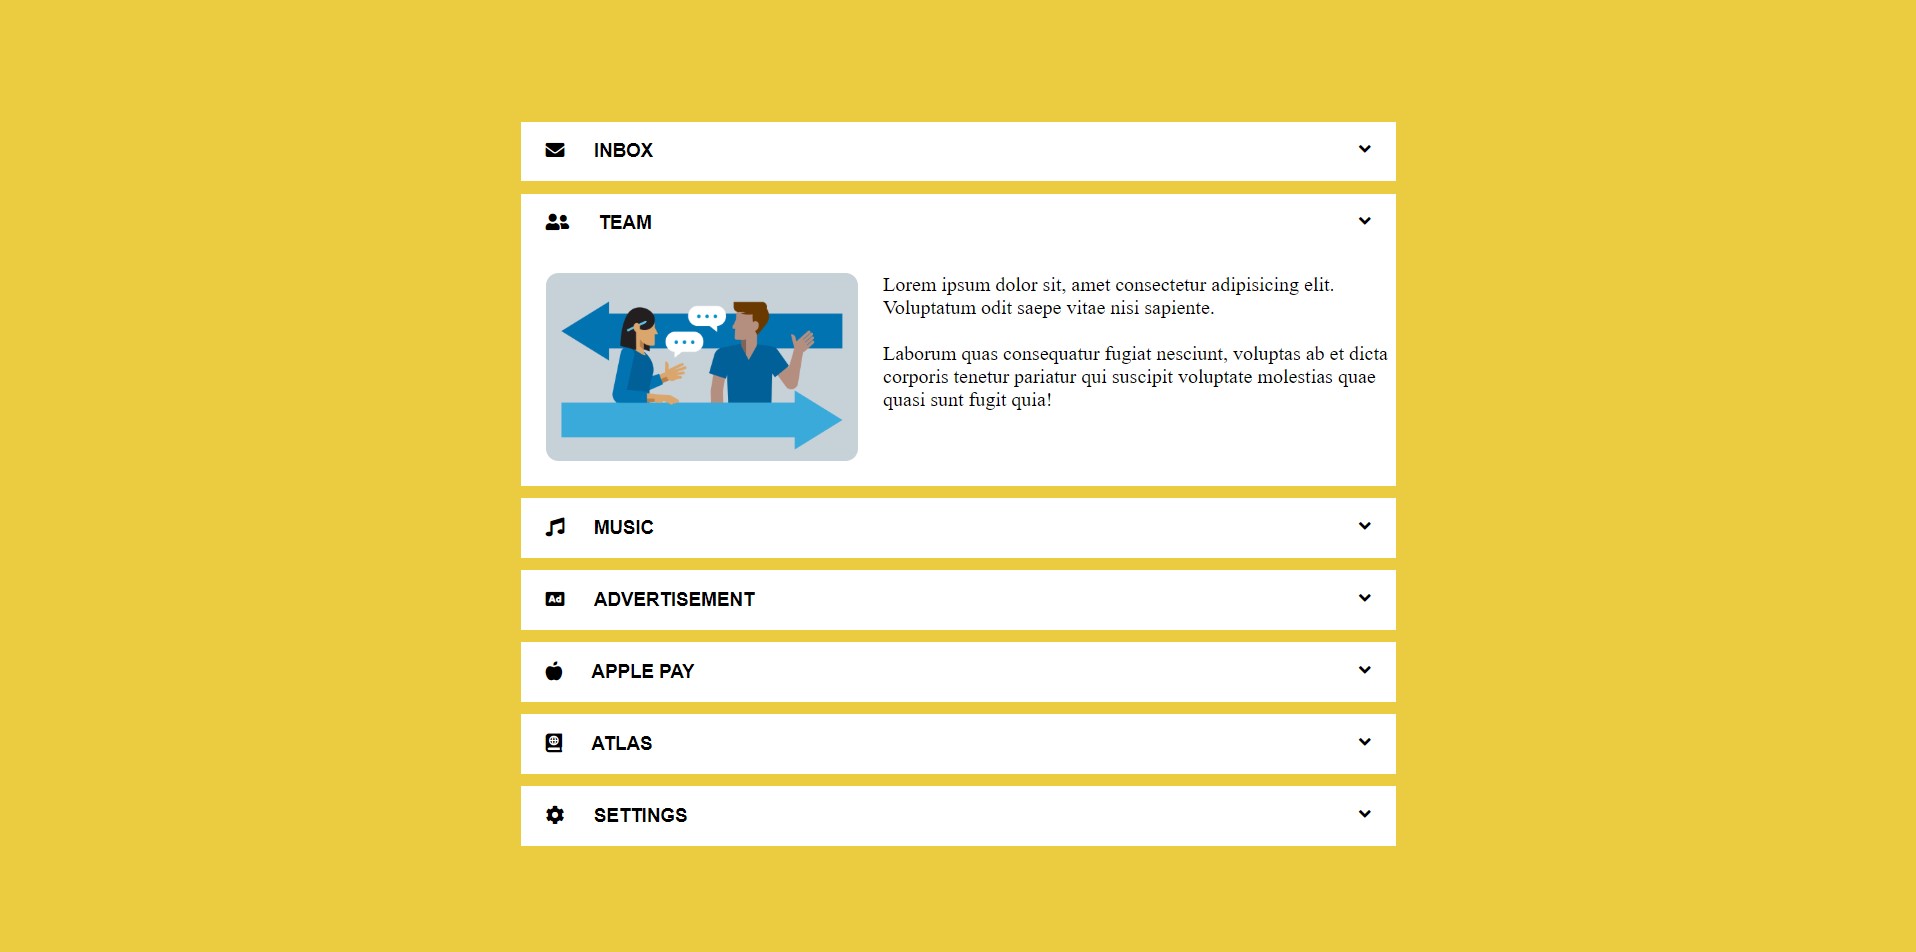 INBOX
TEAM
Lorem ipsum dolor sit, amet consectetur adipisicing elit.
Voluptatum odit saepe vitae nisi sapiente.
Laborum quas consequatur fugiat nesciunt, voluptas ab et dicta
corporis tenetur pariatur qui suscipit voluptate molestias quae
quasi sunt fugit quia!
MUSIC
Ad ADVERTISEMENT
APPLE PAY
ATLAS
SETTINGS